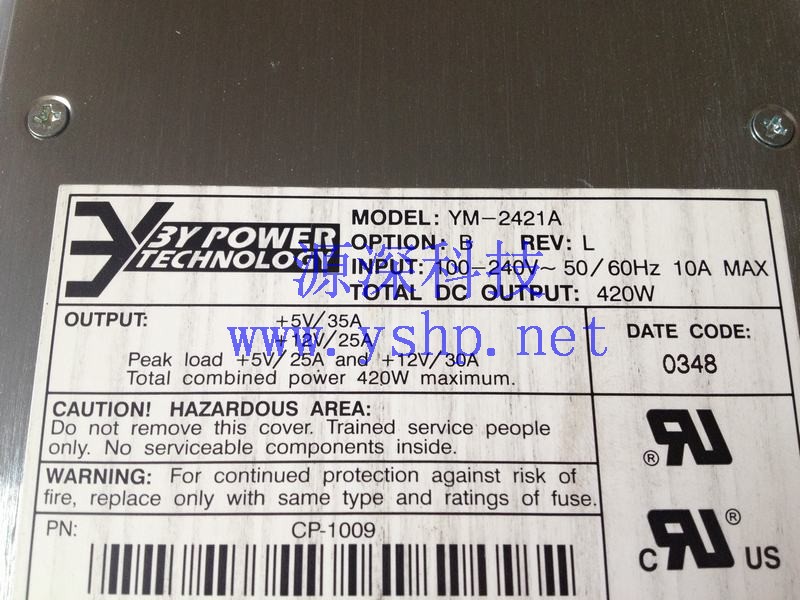 3Y POWER
TECHNOLOGY
MODEL: YM-2421A
OPTION: B REV: L
INPUT: 100-240V~ 50/60Hz 10A MAX
TOTAL DC OUTPUT: 420W
源深科技
www.yshp.net
OUTPUT: +5V/35A
+12V/25A
Peak load +5V/25A and +12V/30A
Total combined power 420W maximum.
DATE CODE:
0348
CAUTION! HAZARDOUS AREA:
Do not remove this cover. Trained service people
only. No serviceable components inside.
WARNING: For continued protection against risk of
fire, replace only with same type and ratings of fuse.
PN: CP-1009
RU ®
C RU ® US